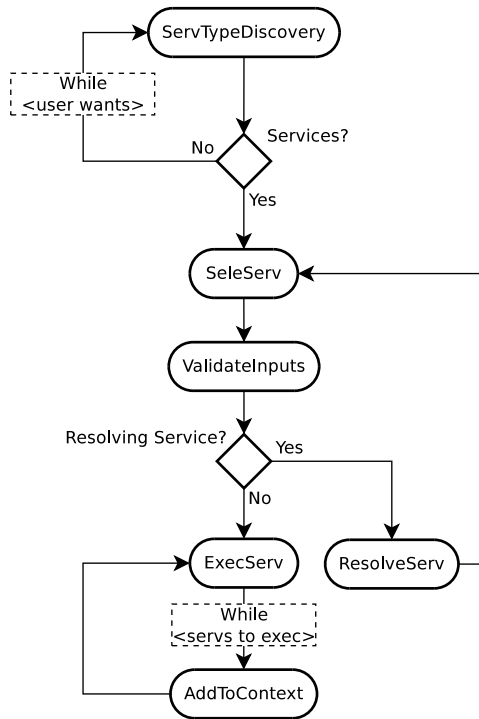 ServTypeDiscovery
While
<user wants>
Services?
No
Yes
SeleServ
ValidateInputs
Resolving Service?
Yes
No
ExecServ
ResolveServ
While
<servs to exec>
AddToContext